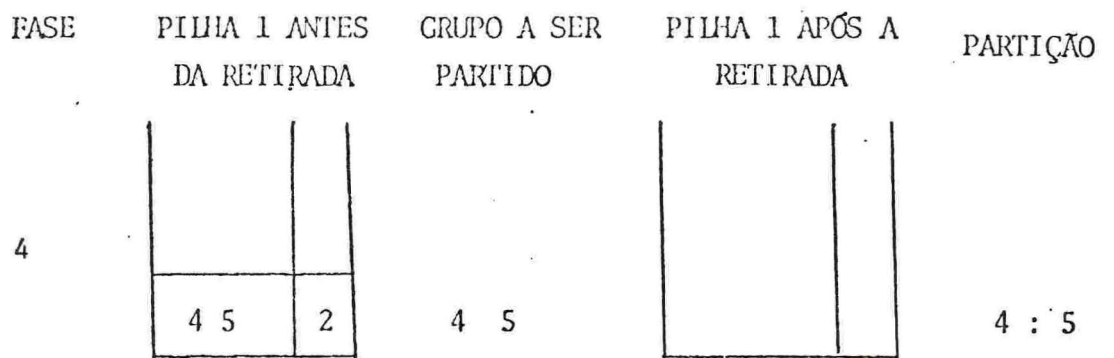 FASE PILHA 1 ANTES GRUPO A SER PILHA 1 APÓS A PARTIÇÃO
DA RETIRADA PARTIDO RETIRADA
4
4 5 2 4 5 4 : 5